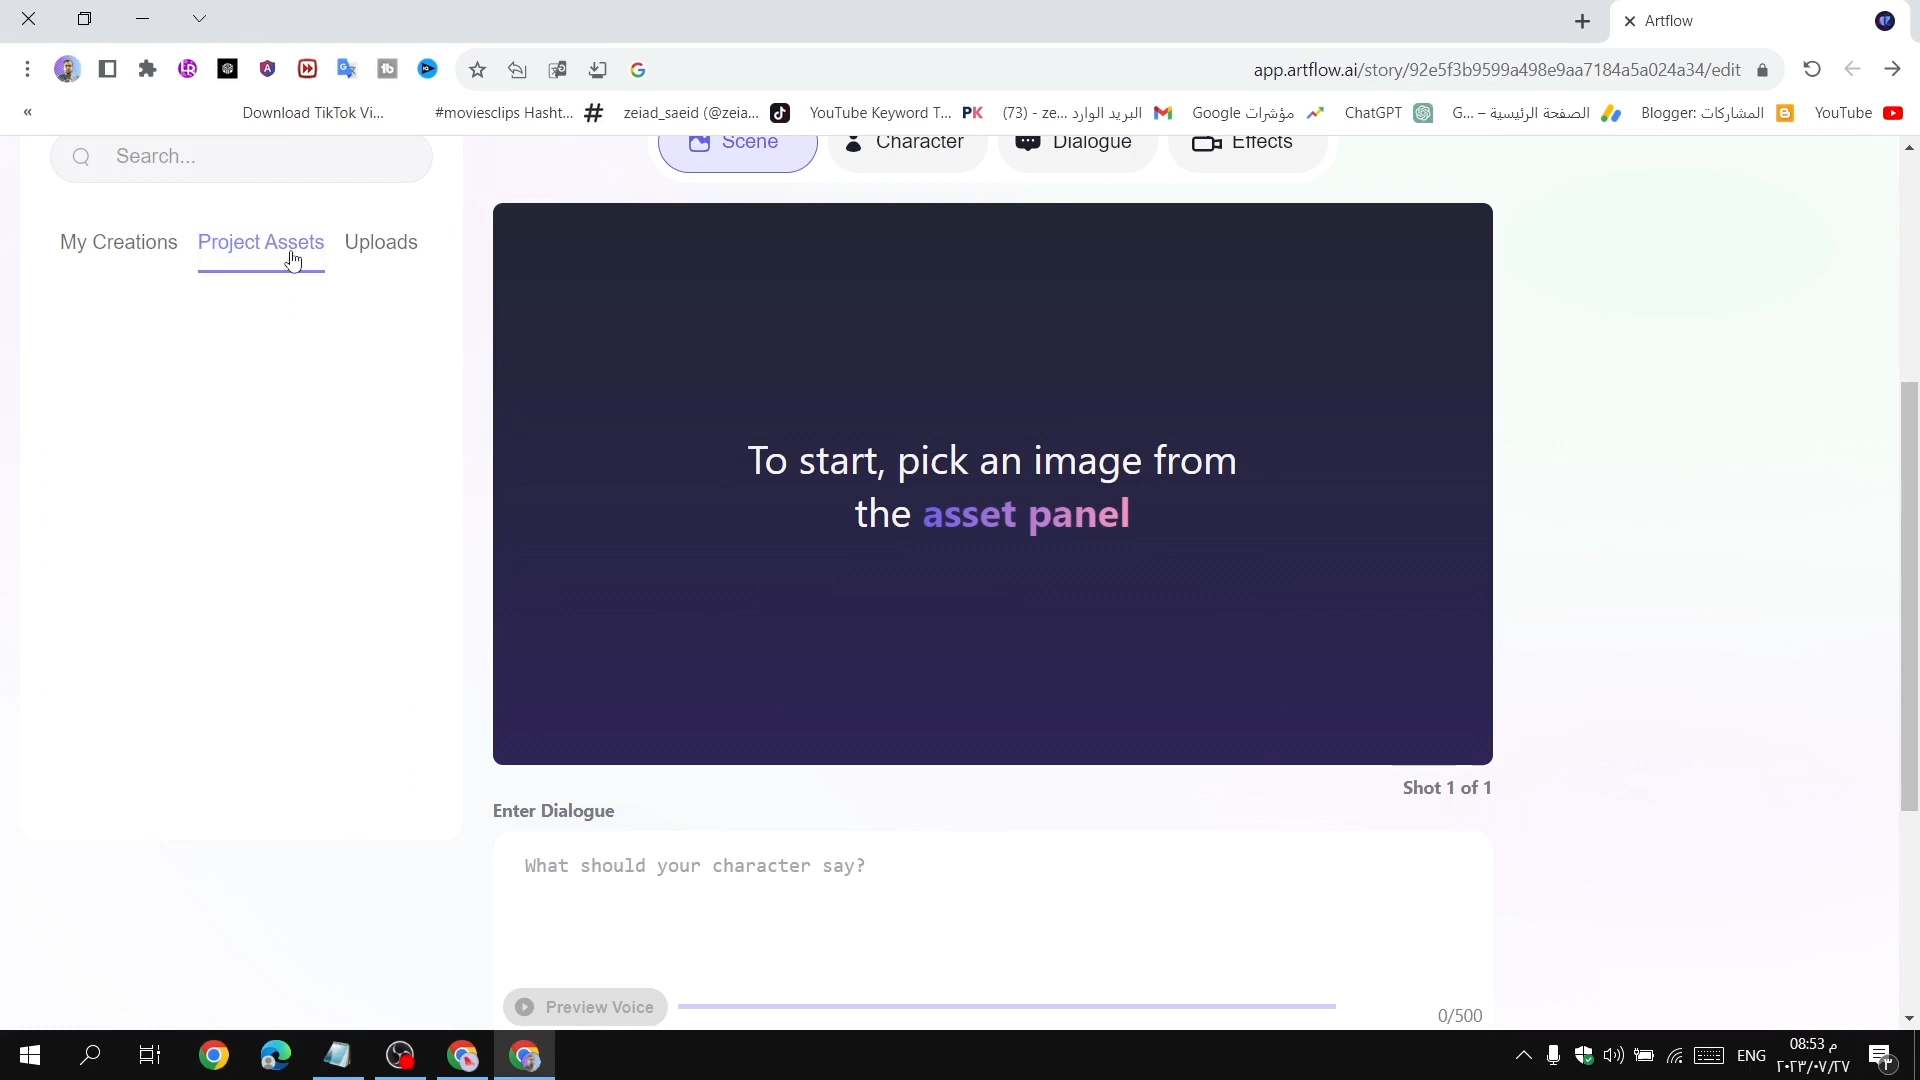 Artflow
app.artflow.ai/story/92e5f3b9599a498e9aa7184a5a024a34/edit
«
Download TikTok Vi...
#moviesclips Hasht...
zeiad_saeid (@zeia...
YouTube Keyword T...
البريد الوارد (73) - ze...
مؤشرات Google
ChatGPT
الصفحة الرئيسية – G...
Blogger: المشاركات
YouTube
Search...
Scene
Character
Dialogue
Effects
My Creations
Project Assets
Uploads
To start, pick an image from
the asset panel
Shot 1 of 1
Enter Dialogue
What should your character say?
Preview Voice
0/500
ENG
08:53 م
٢٠٢٣/٠٧/٢٧
٣